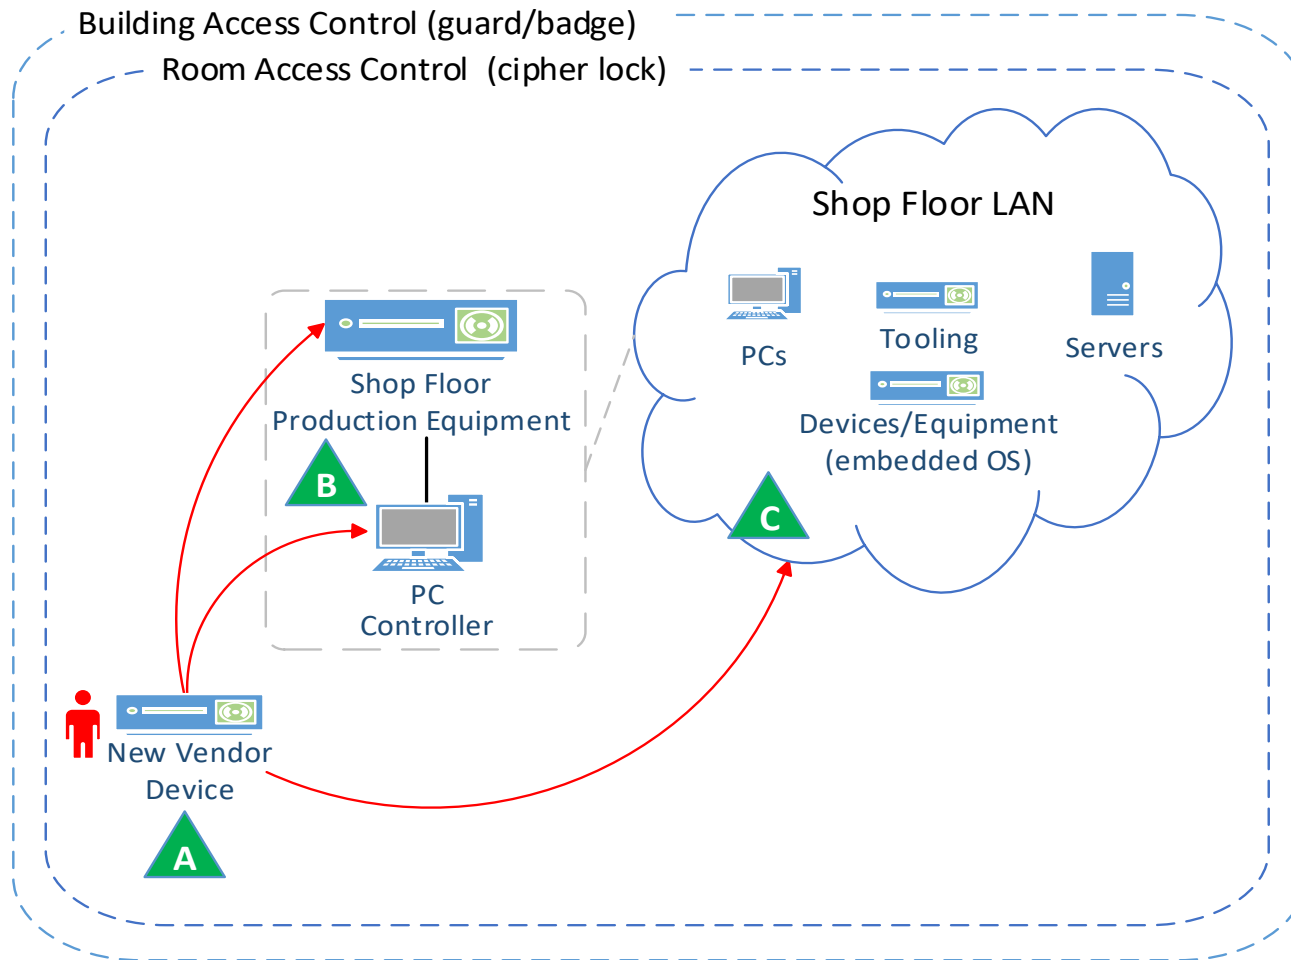 Building Access Control (guard/badge)
Room Access Control (cipher lock)
Shop Floor LAN
PCs
Tooling
Servers
Devices/Equipment
(embedded OS)
Shop Floor
Production Equipment
B
C
PC
Controller
New Vendor
Device
A